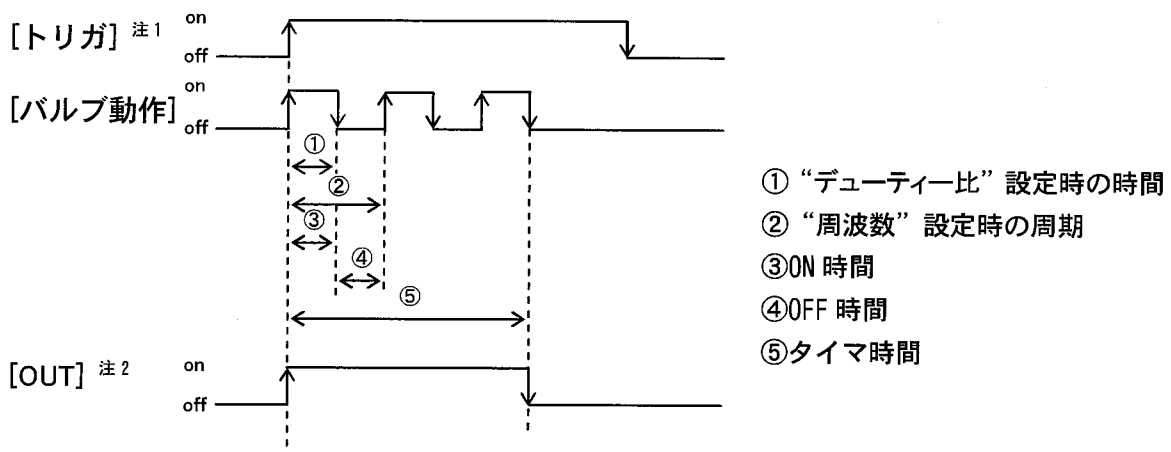 [トリガ] 注1
on
off
[バルブ動作]
on
off
①
②
③
④
⑤
[OUT] 注2
on
off
① “デューティー比” 設定時の時間
② “周波数” 設定時の周期
③ON 時間
④OFF 時間
⑤タイマ時間